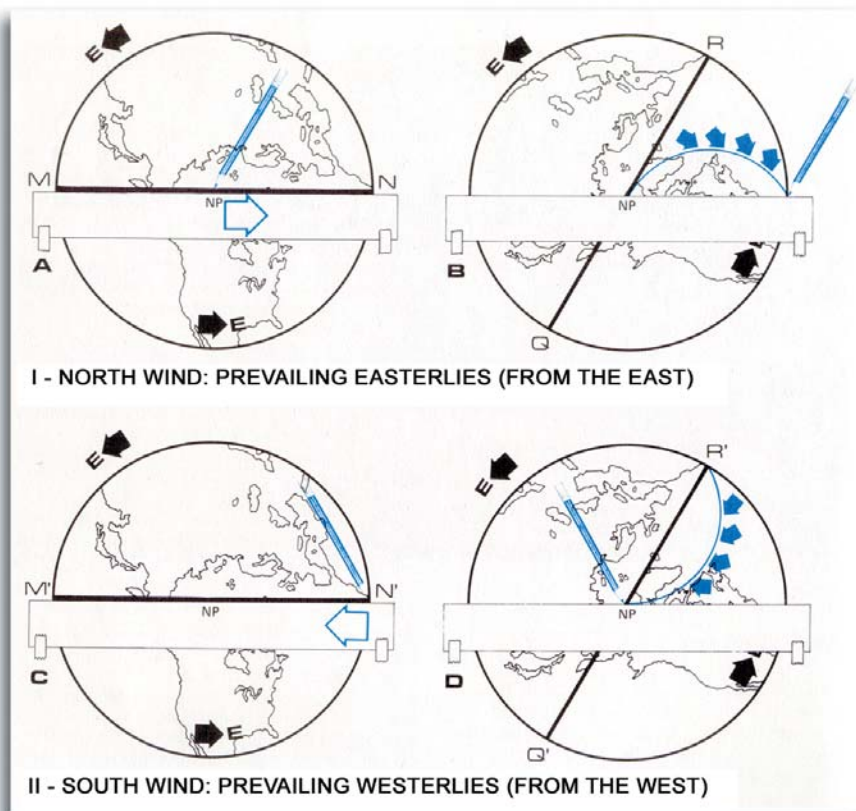 E
E
R
M
N
NP
NP
A
B
E
Q
I - NORTH WIND: PREVAILING EASTERLIES (FROM THE EAST)
E
E
R'
M'
N'
NP
NP
C
D
E
Q'
II - SOUTH WIND: PREVAILING WESTERLIES (FROM THE WEST)